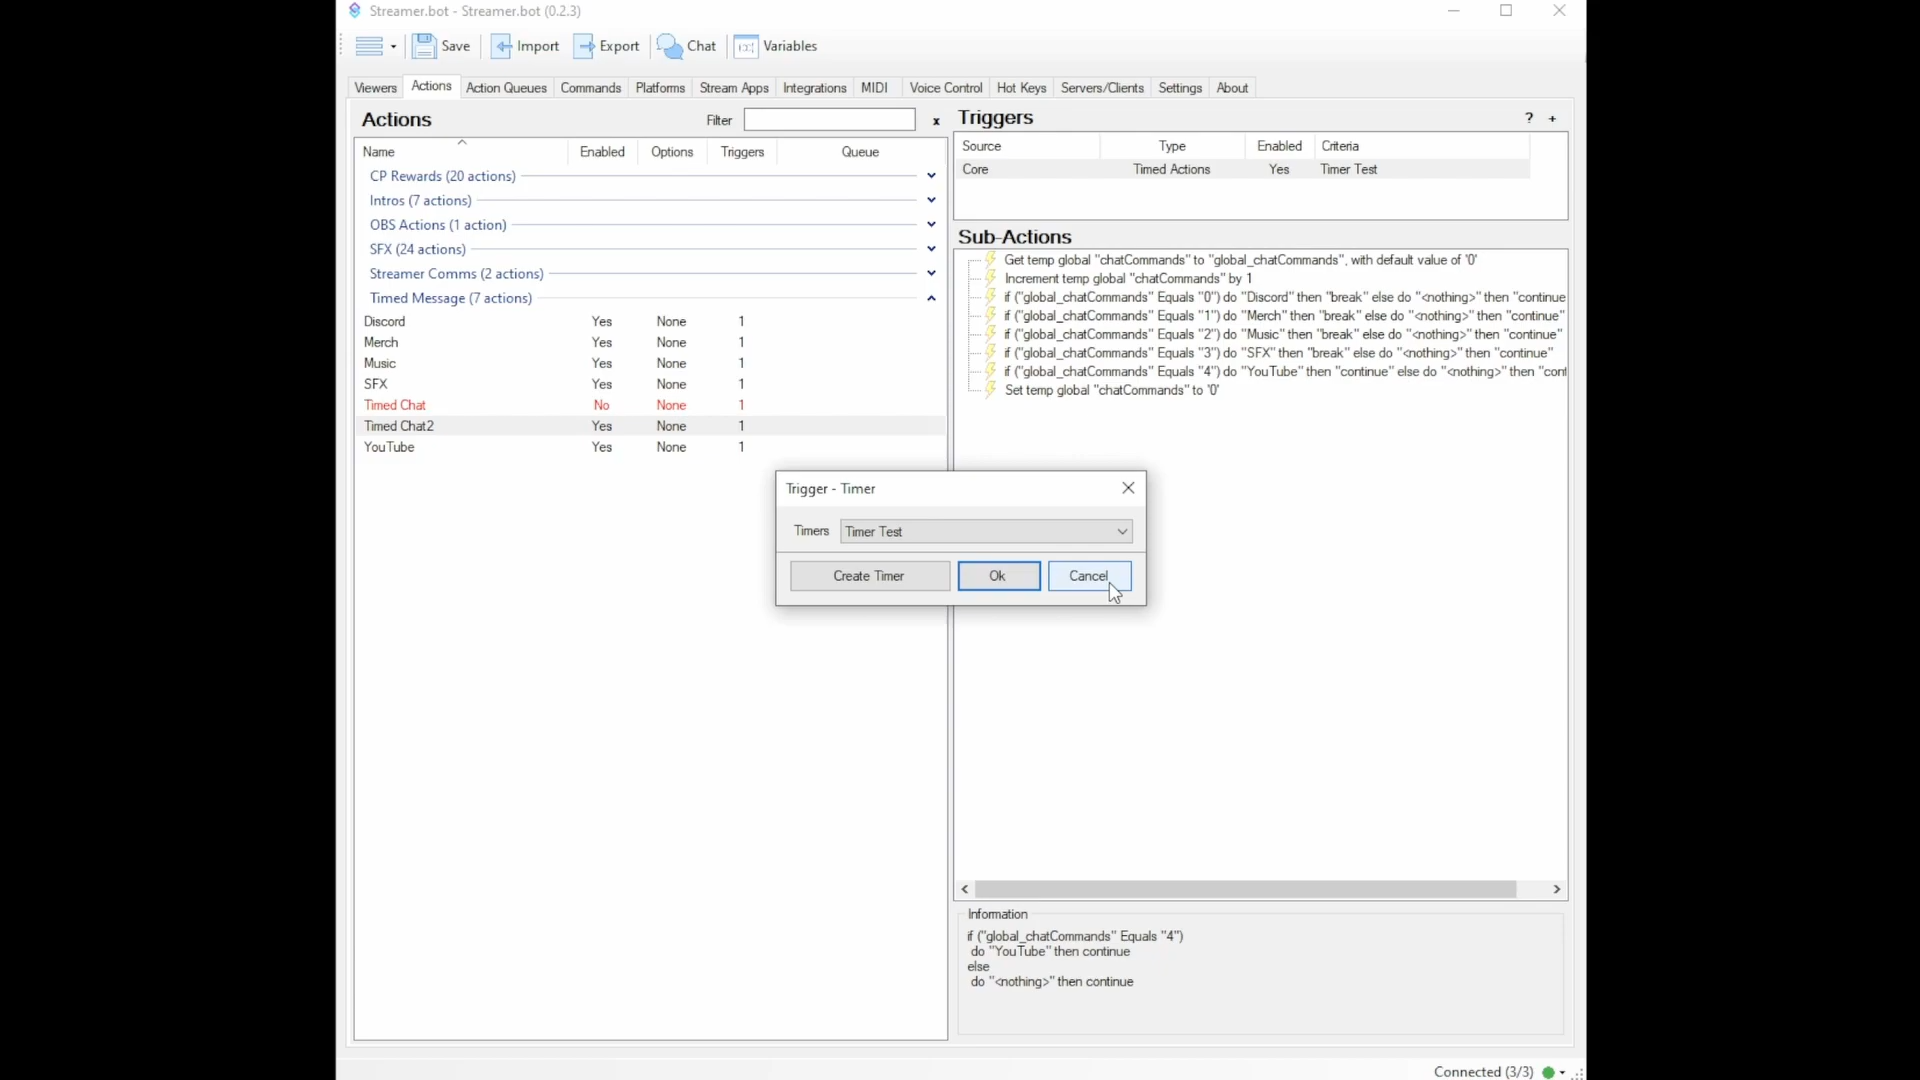 Streamer.bot - Streamer.bot (0.2.3)
Save Import Export Chat Variables
Viewers Actions Action Queues Commands Platforms Stream Apps Integrations MIDI Voice Control Hot Keys Servers/Clients Settings About
Actions Filter x
Name Enabled Options Triggers Queue
CP Rewards (20 actions)
Intros (7 actions)
OBS Actions (1 action)
SFX (24 actions)
Streamer Comms (2 actions)
Timed Message (7 actions)
Discord Yes None 1
Merch Yes None 1
Music Yes None 1
SFX Yes None 1
Timed Chat No None 1
Timed Chat2 Yes None 1
YouTube Yes None 1
Triggers ? +
Source Type Enabled Criteria
Core Timed Actions Yes Timer Test
Sub-Actions
Get temp global "chatCommands" to "global_chatCommands", with default value of '0'
Increment temp global "chatCommands" by 1
if ("global_chatCommands" Equals "0") do "Discord" then "break" else do "<nothing>" then "continue
if ("global_chatCommands" Equals "1") do "Merch" then "break" else do "<nothing>" then "continue"
if ("global_chatCommands" Equals "2") do "Music" then "break" else do "<nothing>" then "continue"
if ("global_chatCommands" Equals "3") do "SFX" then "break" else do "<nothing>" then "continue"
if ("global_chatCommands" Equals "4") do "YouTube" then "continue" else do "<nothing>" then "cont
Set temp global "chatCommands" to '0'
Trigger - Timer
Timers Timer Test
Create Timer Ok Cancel
Information
if ("global_chatCommands" Equals "4")
do "YouTube" then continue
else
do "<nothing>" then continue
Connected (3/3)